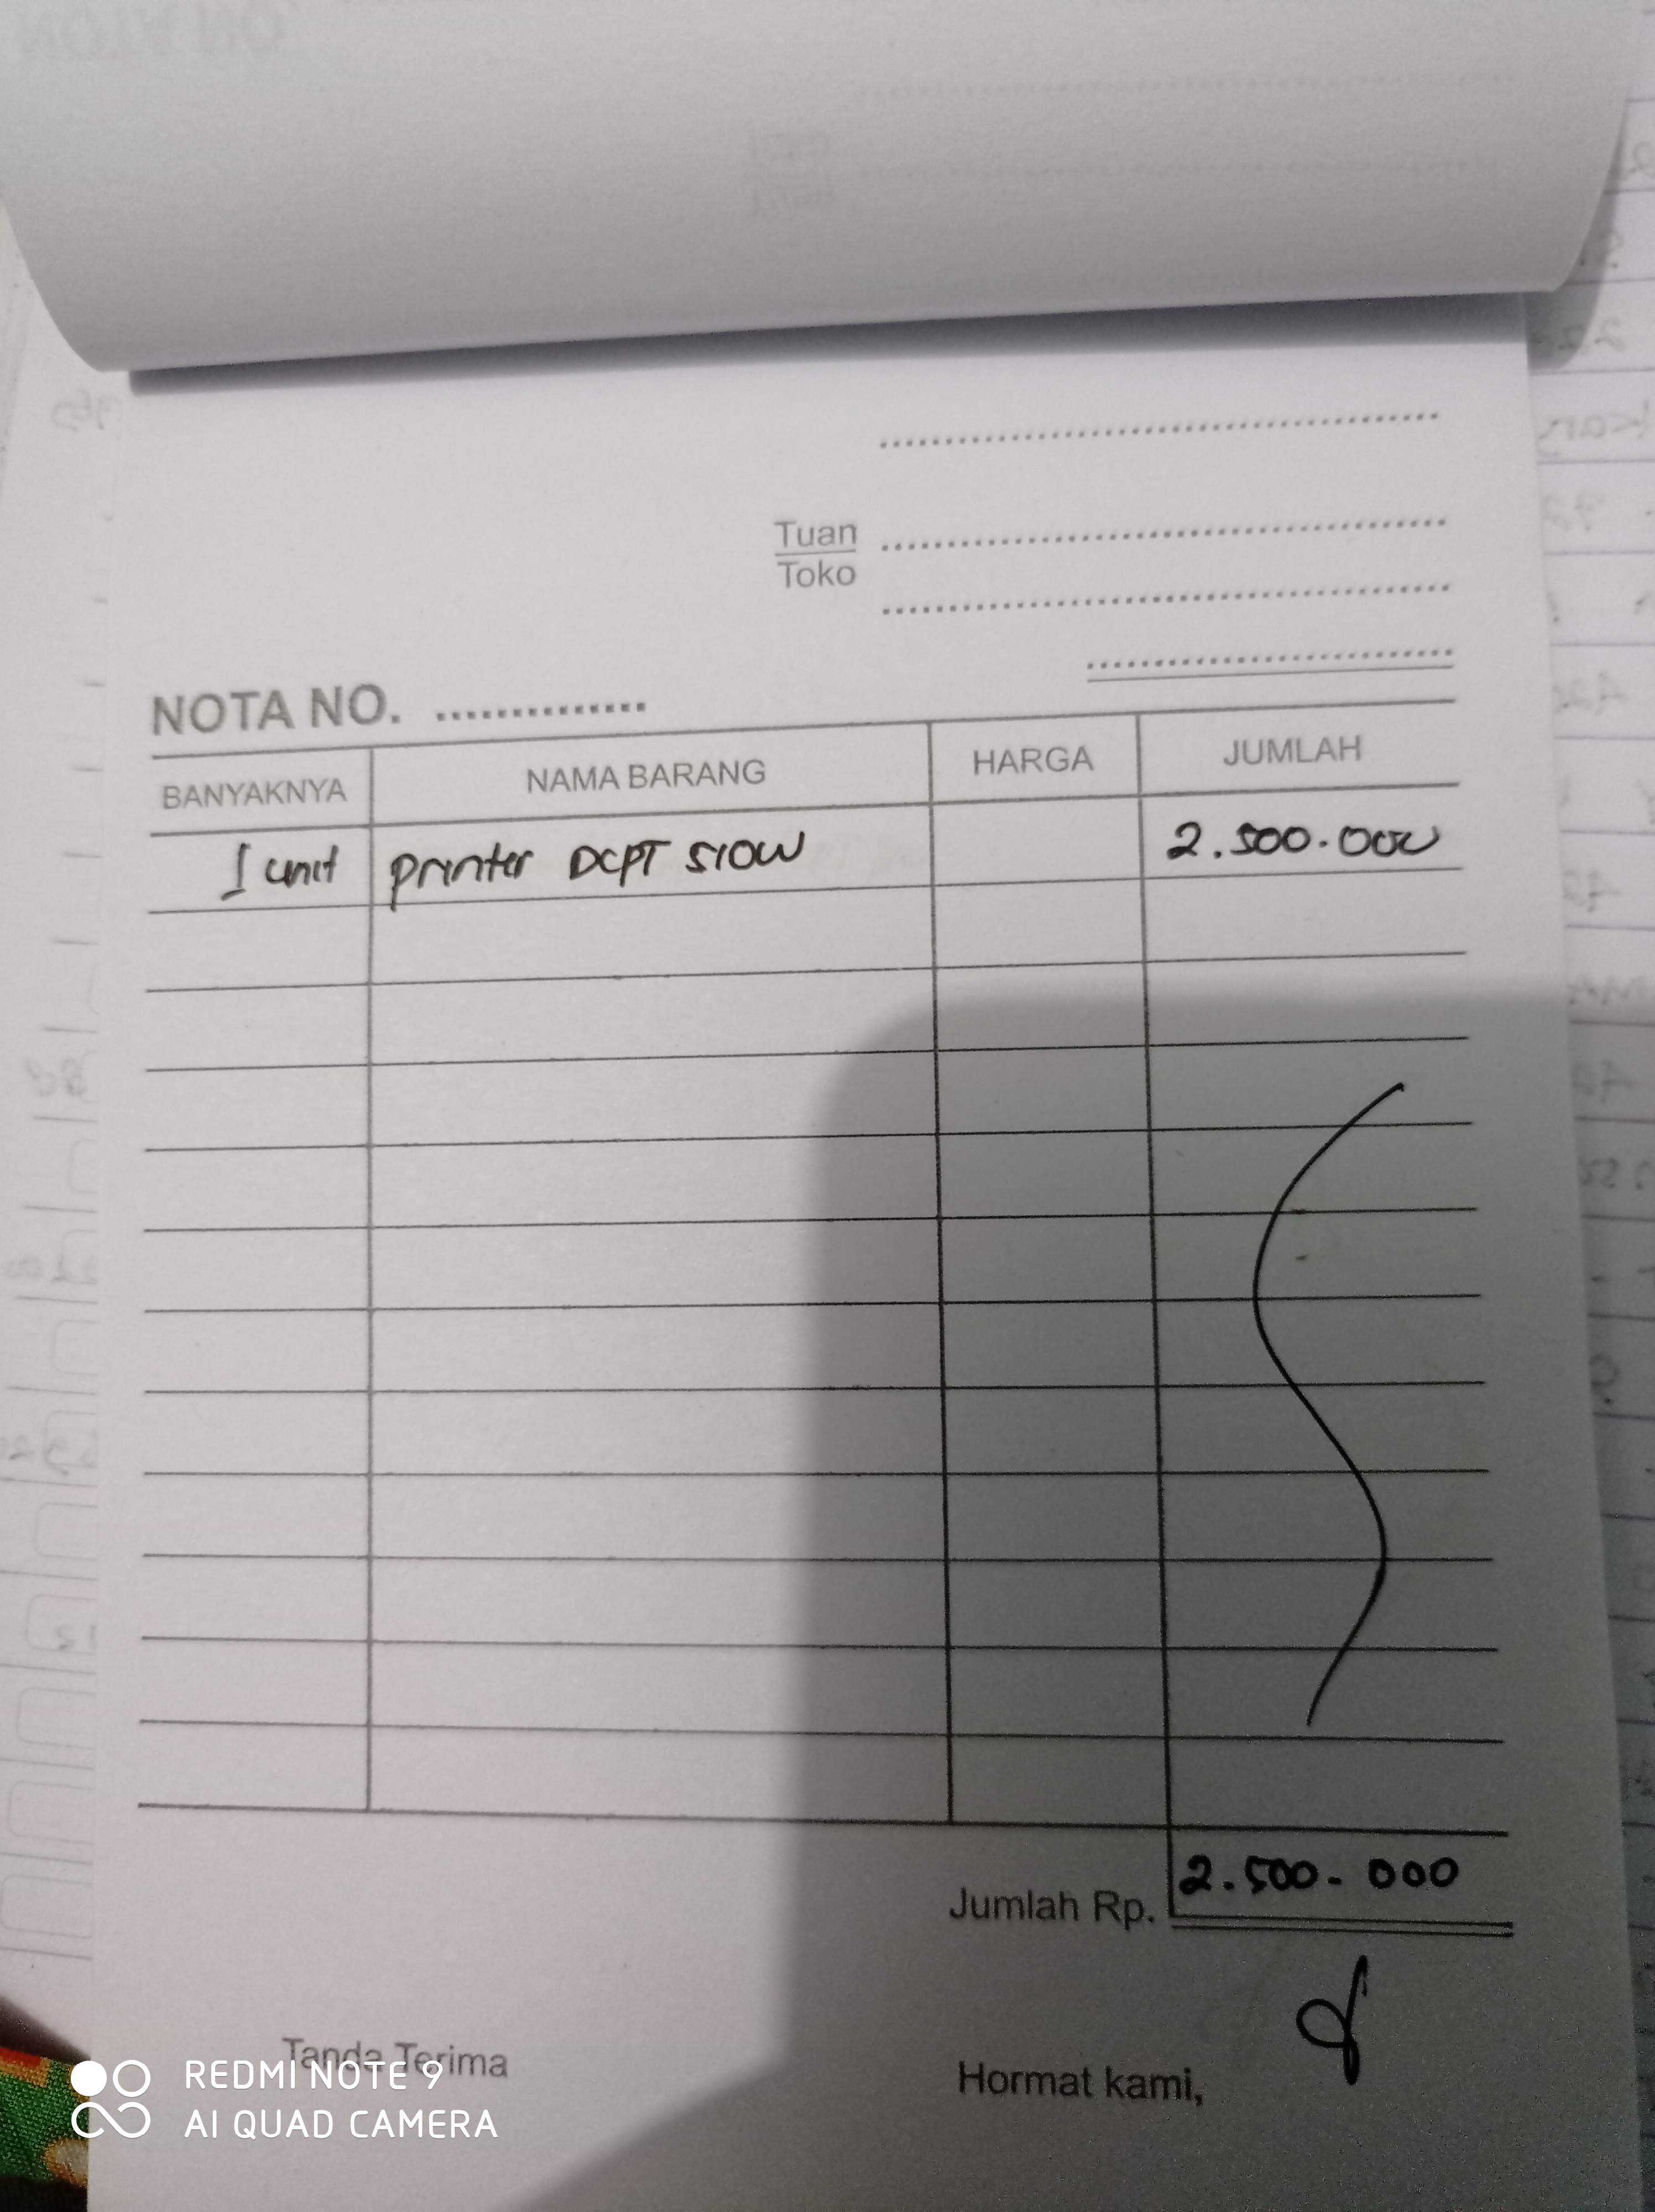 Tuan
Toko
NOTA NO. ..............
BANYAKNYA NAMA BARANG HARGA JUMLAH
1 unit printer DCPT 510W 2.500.000
Jumlah Rp. 2.500.000
Tanda Terima
Hormat kami,
REDMI NOTE 9
AI QUAD CAMERA